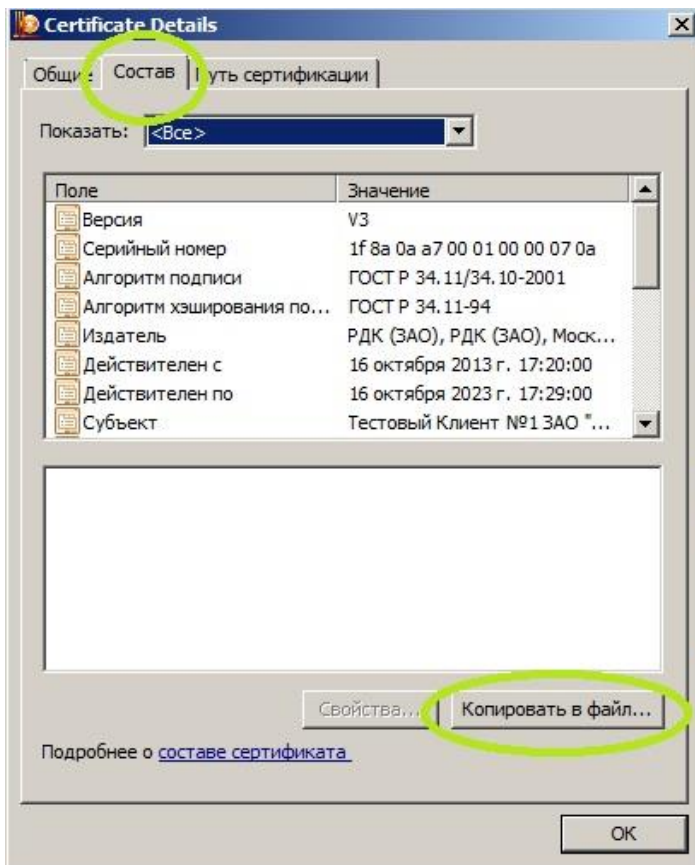 Certificate Details
Общие Состав Путь сертификации
Показать: <Все>
Поле Значение
Версия V3
Серийный номер 1f 8a 0a a7 00 01 00 00 07 0a
Алгоритм подписи ГОСТ Р 34.11/34.10-2001
Алгоритм хэширования по... ГОСТ Р 34.11-94
Издатель РДК (ЗАО), РДК (ЗАО), Моск...
Действителен с 16 октября 2013 г. 17:20:00
Действителен по 16 октября 2023 г. 17:29:00
Субъект Тестовый Клиент №1 ЗАО "...
Свойства... Копировать в файл...
Подробнее о составе сертификата
ОК